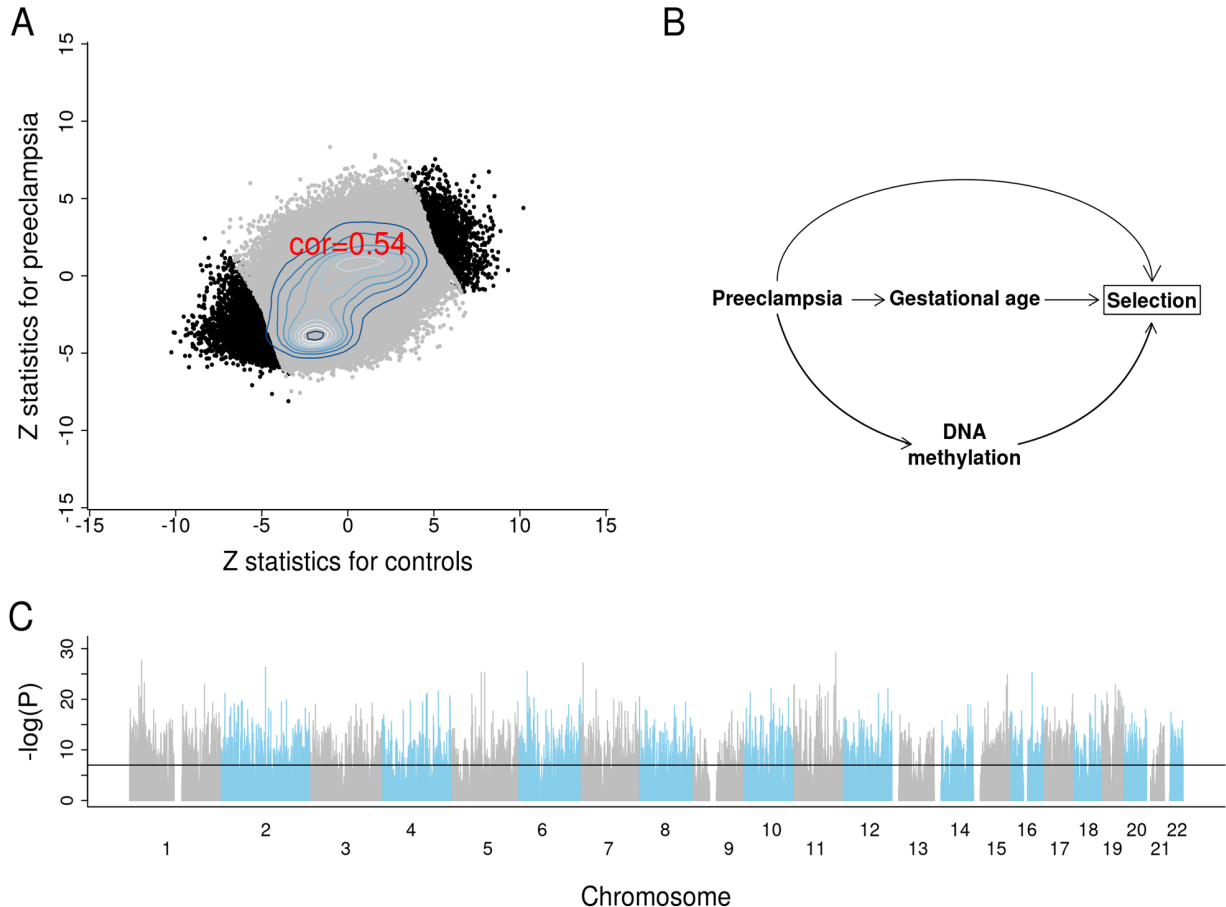 A
B
15
10
5
0
-5
-10
-15
Z statistics for preeclampsia
cor=0.54
-15 -10 -5 0 5 10 15
Z statistics for controls
Preeclampsia Gestational age Selection
DNA
methylation
C
30
20
10
0
-log(P)
2 4 6 8 10 12 14 16 18 20 22
1 3 5 7 9 11 13 15 17 19 21
Chromosome